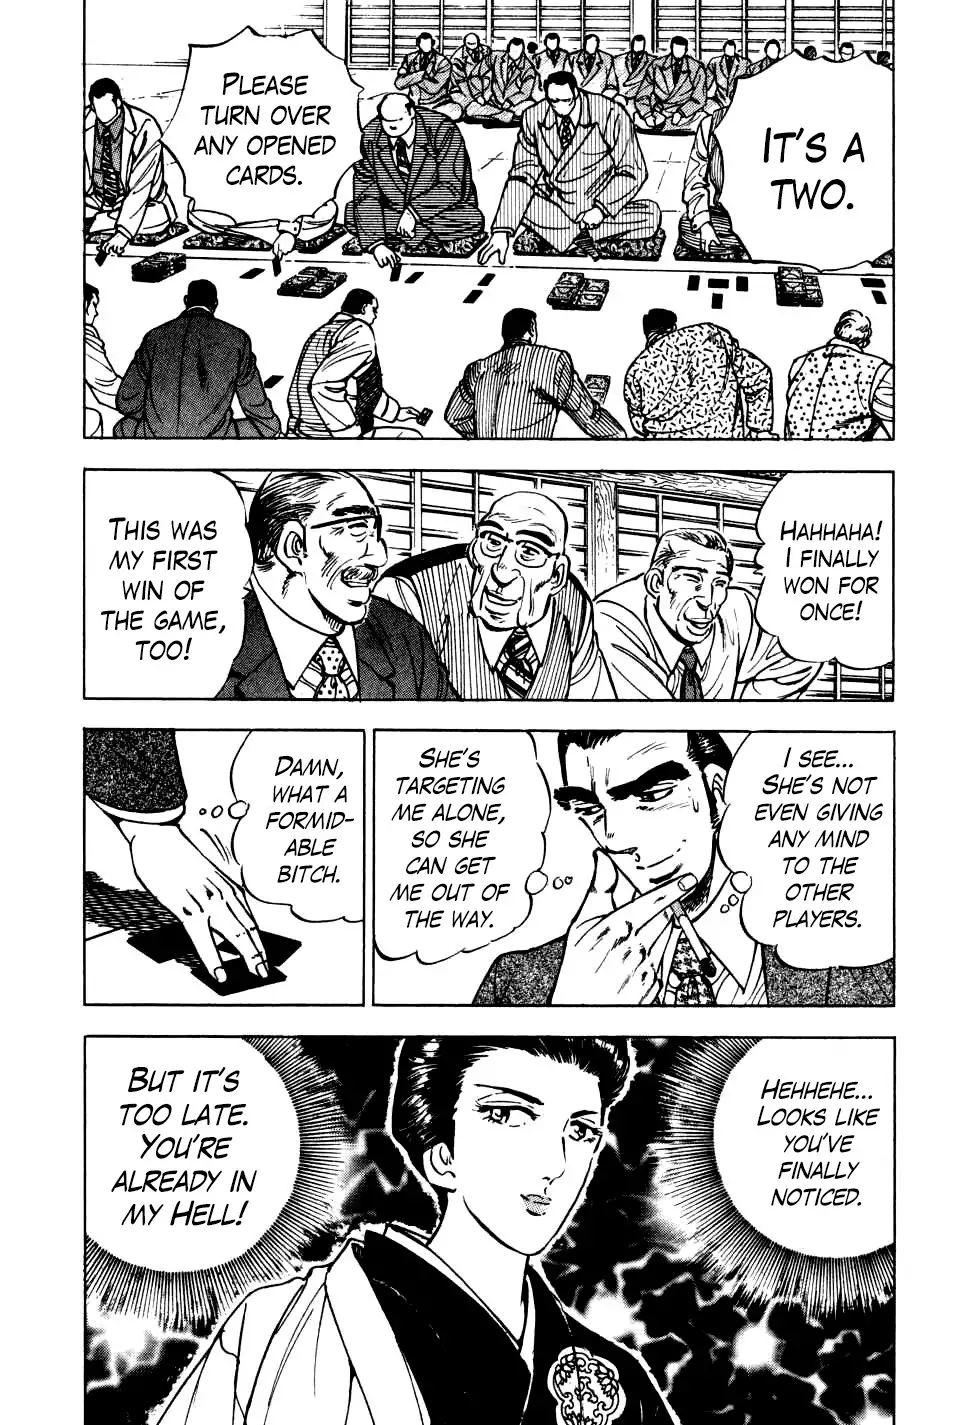 IT'S A
TWO.
PLEASE
TURN OVER
ANY OPENED
CARDS.
HAHHAHA!
I FINALLY
WON FOR
ONCE!
THIS WAS
MY FIRST
WIN OF
THE GAME,
TOO!
I SEE...
SHE'S NOT
EVEN GIVING
ANY MIND
TO THE
OTHER
PLAYERS.
SHE'S
TARGETING
ME ALONE,
SO SHE
CAN GET
ME OUT OF
THE WAY.
DAMN,
WHAT A
FORMID-
ABLE
BITCH.
HEHHEHE...
LOOKS LIKE
YOU'VE
FINALLY
NOTICED.
BUT IT'S
TOO LATE.
YOU'RE
ALREADY IN
MY HELL!